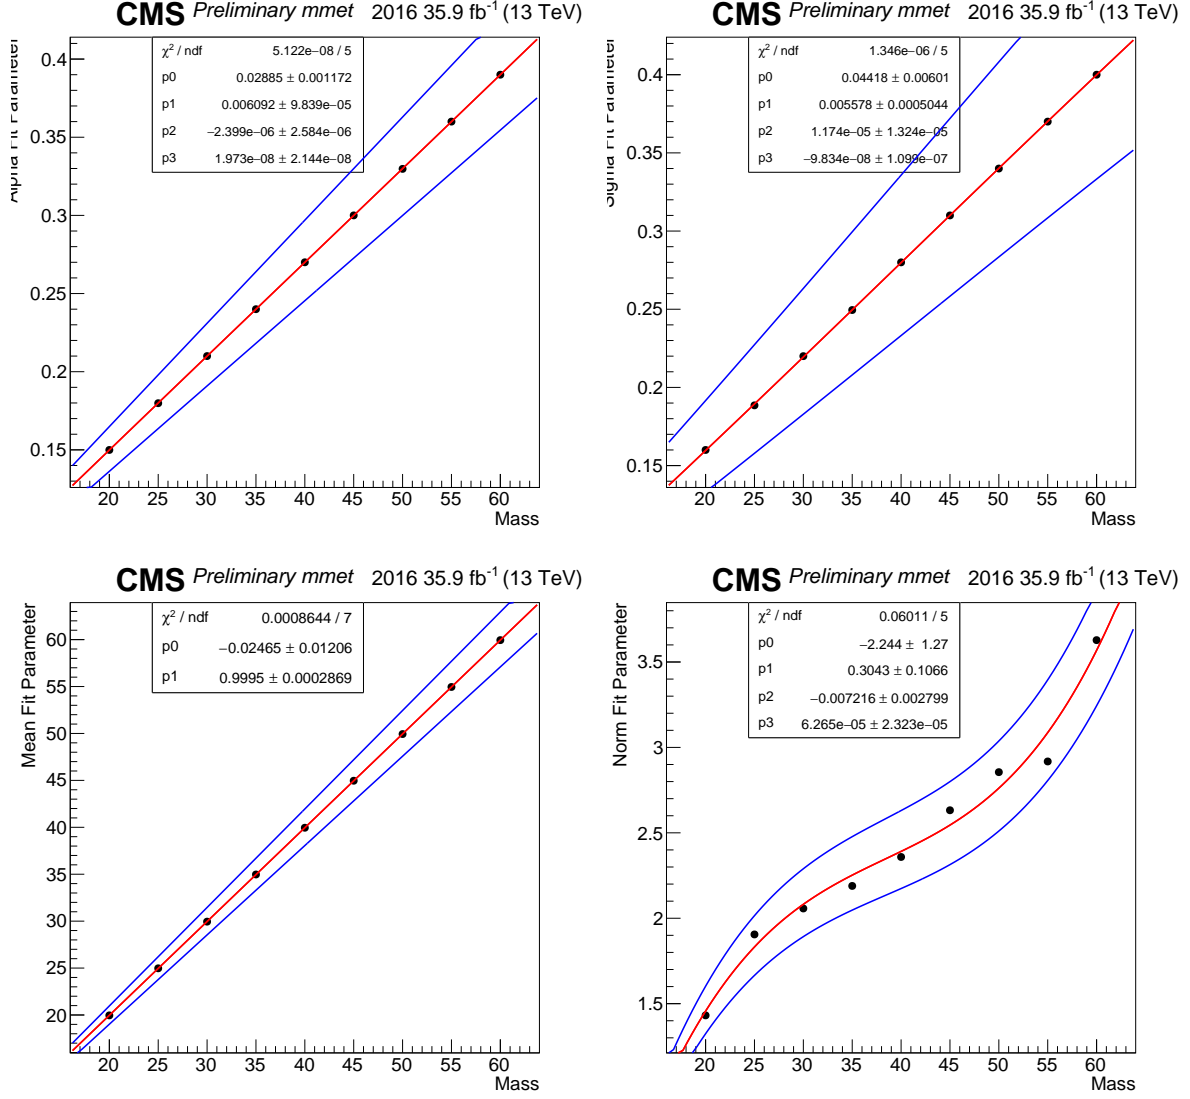 CMS Preliminary mmet 2016 35.9 fb-1 (13 TeV)
Alpha Fit Parameter
χ2 / ndf 5.122e−08 / 5
p0 0.02885 ± 0.001172
p1 0.006092 ± 9.839e−05
p2 −2.399e−06 ± 2.584e−06
p3 1.973e−08 ± 2.144e−08
0.4
0.35
0.3
0.25
0.2
0.15
20 25 30 35 40 45 50 55 60
Mass
CMS Preliminary mmet 2016 35.9 fb-1 (13 TeV)
Sigma Fit Parameter
χ2 / ndf 1.346e−06 / 5
p0 0.04418 ± 0.00601
p1 0.005578 ± 0.0005044
p2 1.174e−05 ± 1.324e−05
p3 −9.834e−08 ± 1.099e−07
0.4
0.35
0.3
0.25
0.2
0.15
20 25 30 35 40 45 50 55 60
Mass
CMS Preliminary mmet 2016 35.9 fb-1 (13 TeV)
Mean Fit Parameter
χ2 / ndf 0.0008644 / 7
p0 −0.02465 ± 0.01206
p1 0.9995 ± 0.0002869
60
55
50
45
40
35
30
25
20
20 25 30 35 40 45 50 55 60
Mass
CMS Preliminary mmet 2016 35.9 fb-1 (13 TeV)
Norm Fit Parameter
χ2 / ndf 0.06011 / 5
p0 −2.244 ± 1.27
p1 0.3043 ± 0.1066
p2 −0.007216 ± 0.002799
p3 6.265e−05 ± 2.323e−05
3.5
3
2.5
2
1.5
20 25 30 35 40 45 50 55 60
Mass